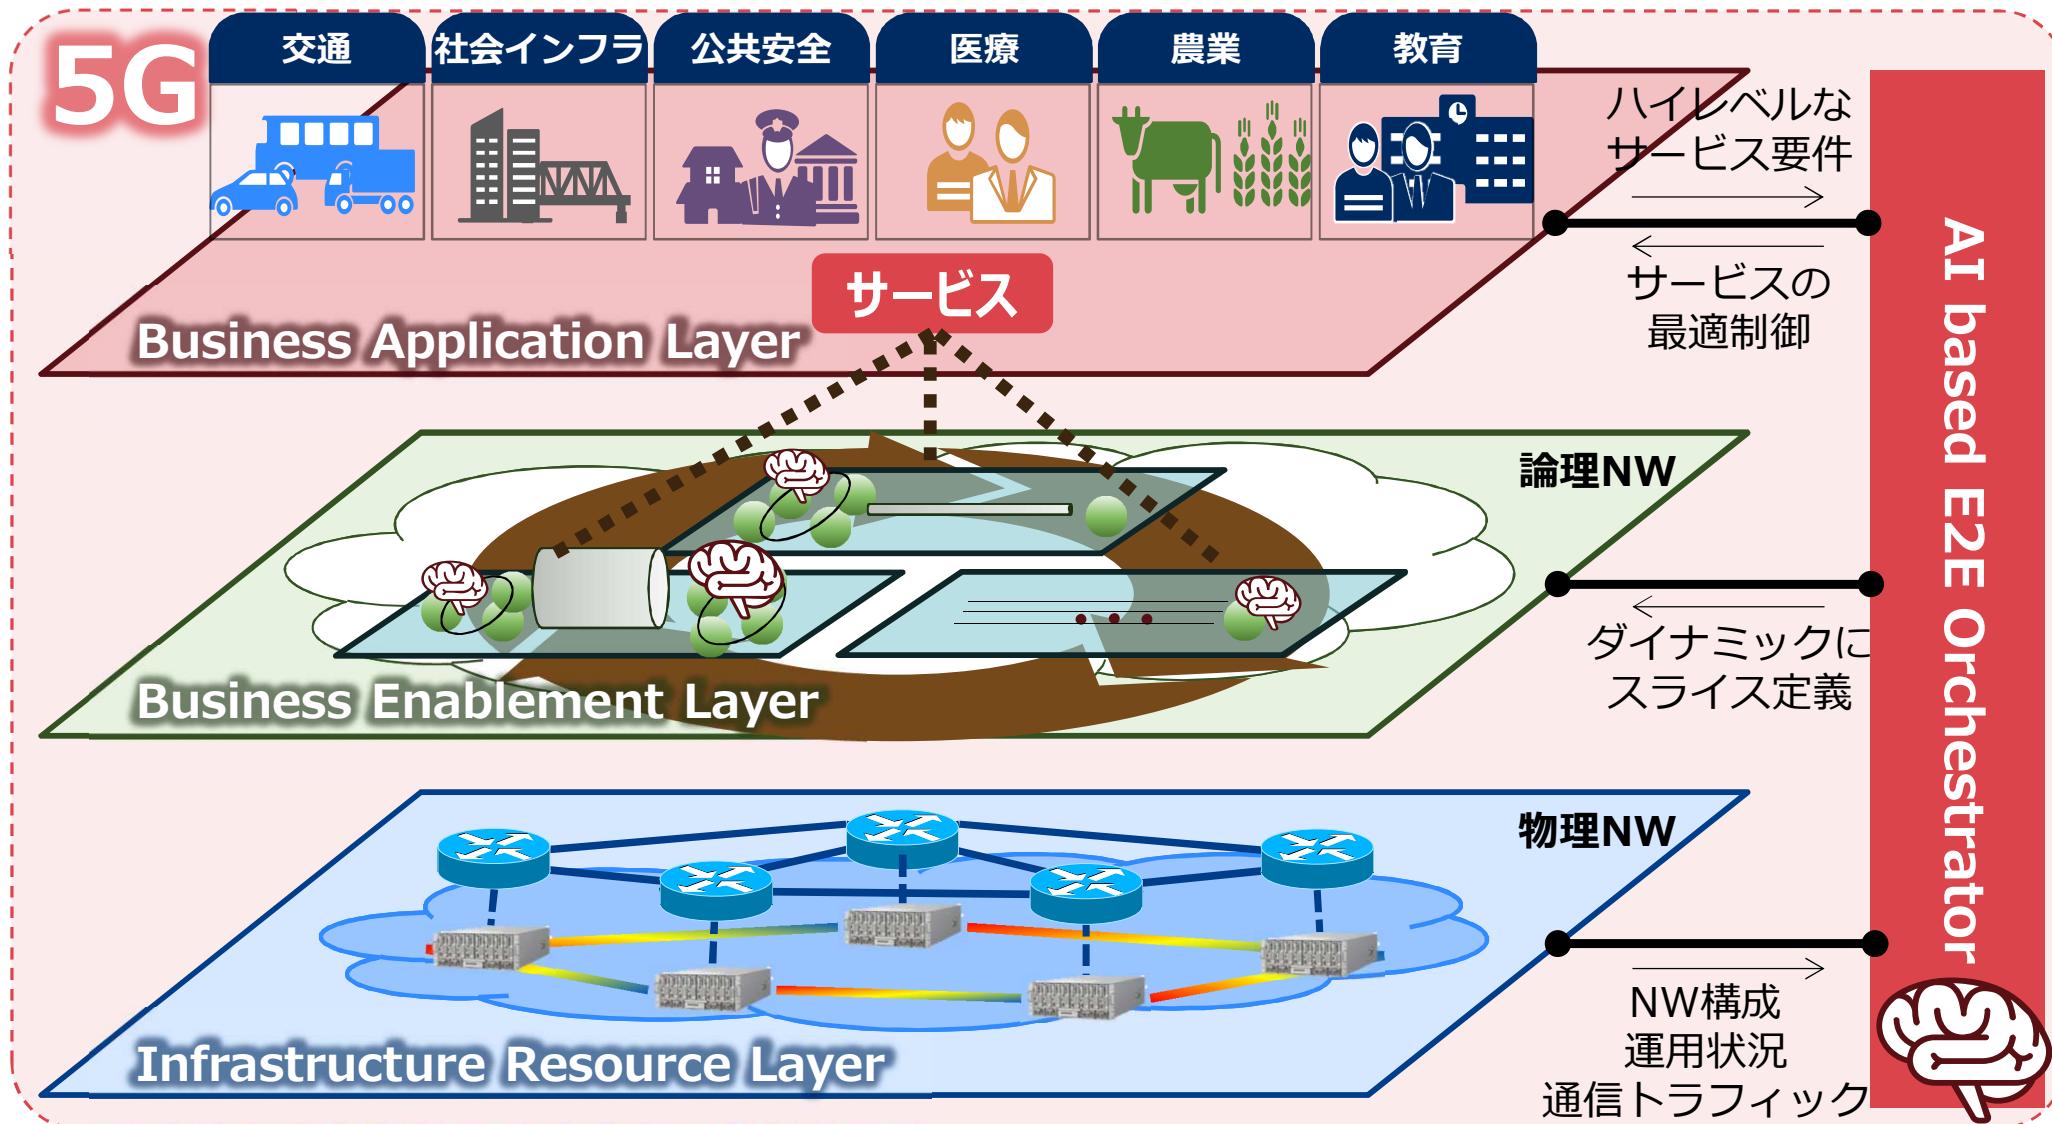 5G
交通
社会インフラ
公共安全
医療
農業
教育
サービス
Business Application Layer
ハイレベルな
サービス要件
サービスの
最適制御
論理NW
Business Enablement Layer
ダイナミックに
スライス定義
物理NW
Infrastructure Resource Layer
NW構成
運用状況
通信トラフィック
AI based E2E Orchestrator